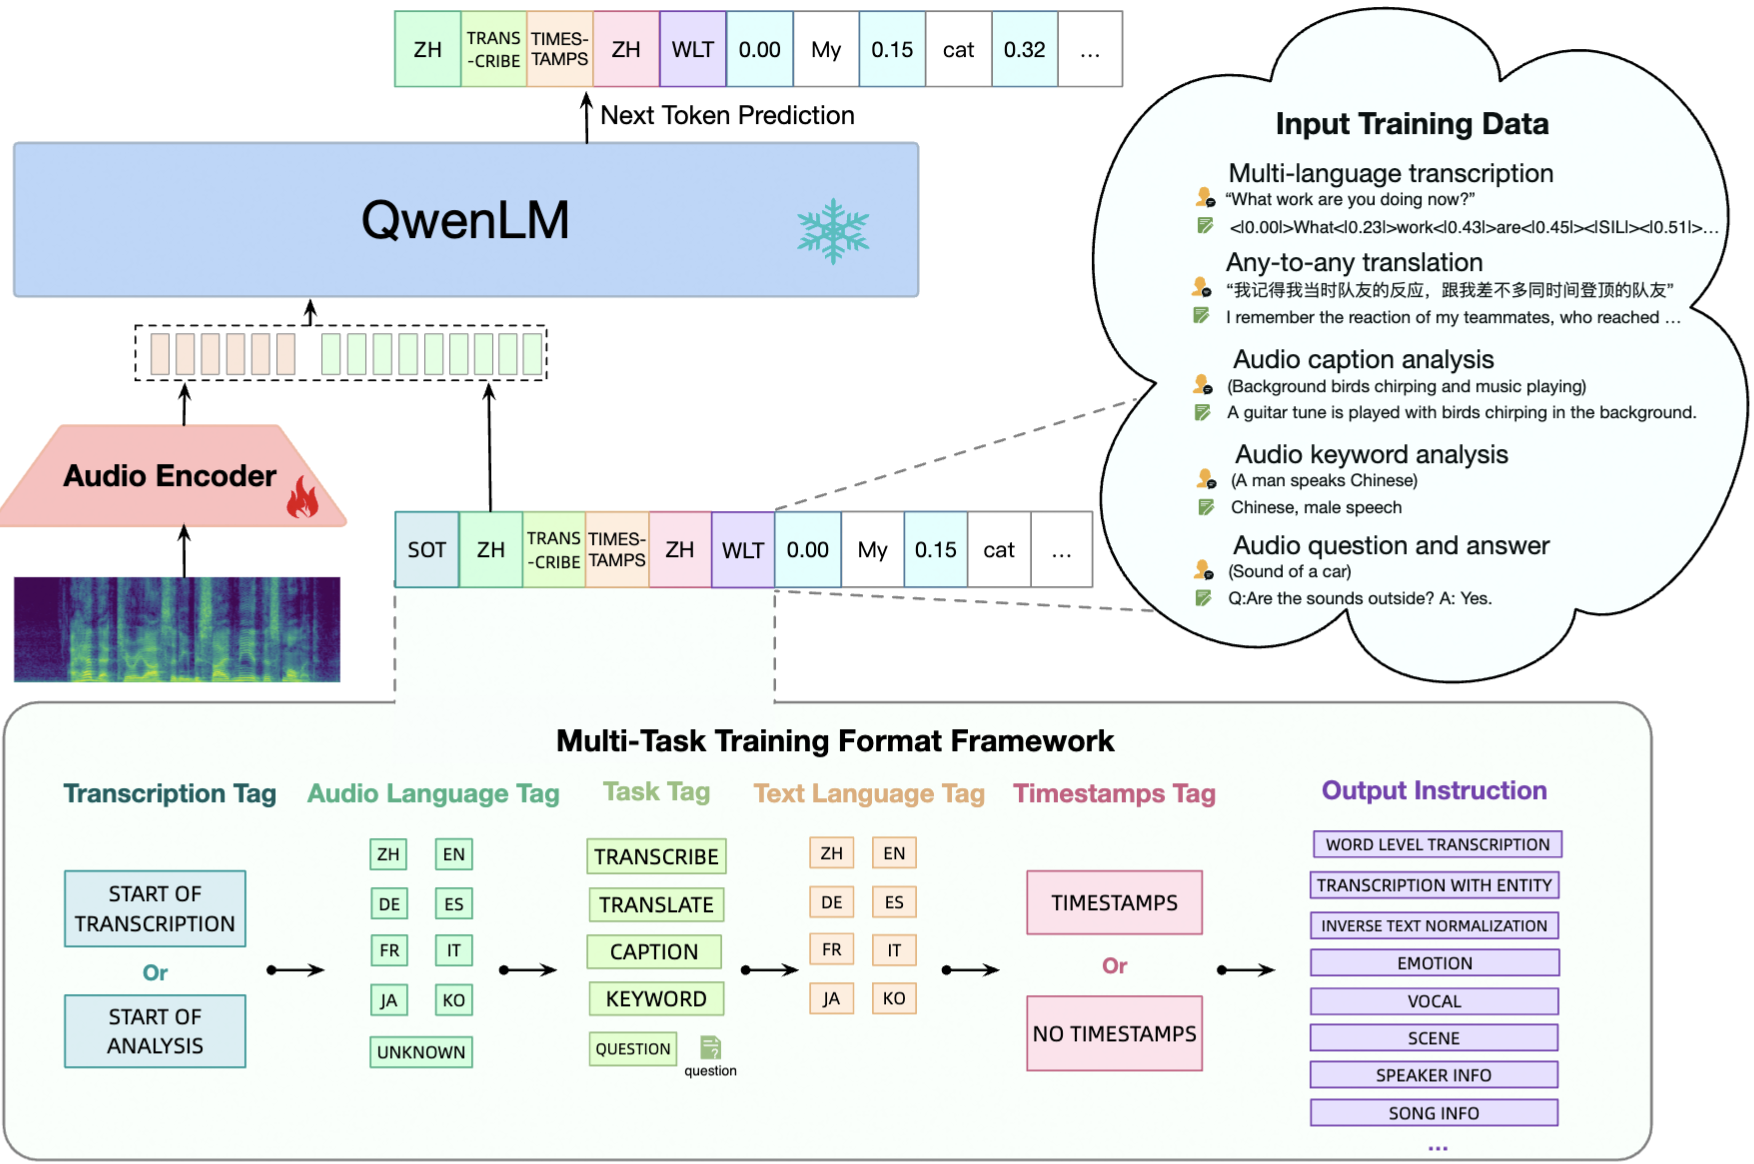 ZH TRANS-CRIBE TIMES-TAMPS ZH WLT 0.00 My 0.15 cat 0.32 ...
Next Token Prediction
QwenLM
Audio Encoder
SOT ZH TRANS-CRIBE TIMES-TAMPS ZH WLT 0.00 My 0.15 cat ...
Input Training Data
Multi-language transcription
“What work are you doing now?”
<|0.00|>What<|0.23|>work<|0.43|>are<|0.45|><|SIL|><|0.51|>...
Any-to-any translation
“我记得我当时队友的反应，跟我差不多同时间登顶的队友”
I remember the reaction of my teammates, who reached ...
Audio caption analysis
(Background birds chirping and music playing)
A guitar tune is played with birds chirping in the background.
Audio keyword analysis
(A man speaks Chinese)
Chinese, male speech
Audio question and answer
(Sound of a car)
Q:Are the sounds outside? A: Yes.
Multi-Task Training Format Framework
Transcription Tag
START OF
TRANSCRIPTION
Or
START OF
ANALYSIS
Audio Language Tag
ZH EN
DE ES
FR IT
JA KO
UNKNOWN
Task Tag
TRANSCRIBE
TRANSLATE
CAPTION
KEYWORD
QUESTION
?
question
Text Language Tag
ZH EN
DE ES
FR IT
JA KO
Timestamps Tag
TIMESTAMPS
Or
NO TIMESTAMPS
Output Instruction
WORD LEVEL TRANSCRIPTION
TRANSCRIPTION WITH ENTITY
INVERSE TEXT NORMALIZATION
EMOTION
VOCAL
SCENE
SPEAKER INFO
SONG INFO
...